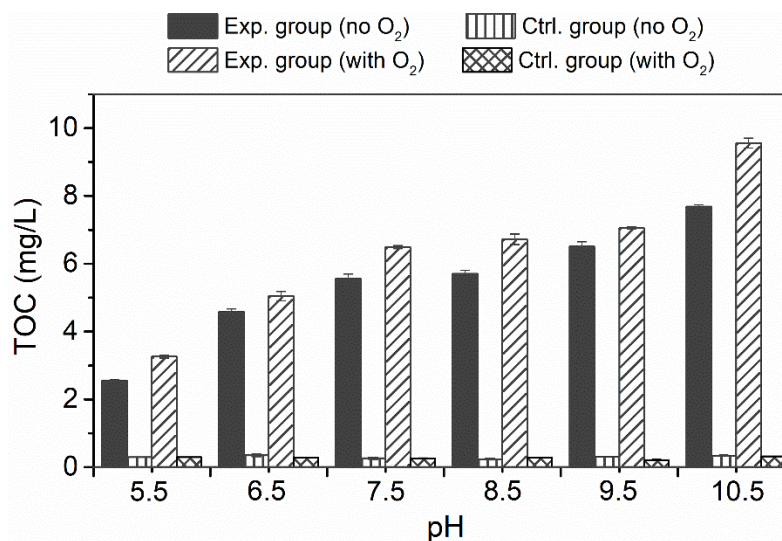 Exp. group (no O₂) Ctrl. group (no O₂)
Exp. group (with O₂) Ctrl. group (with O₂)
TOC (mg/L)
10
8
6
4
2
0
5.5 6.5 7.5 8.5 9.5 10.5
pH